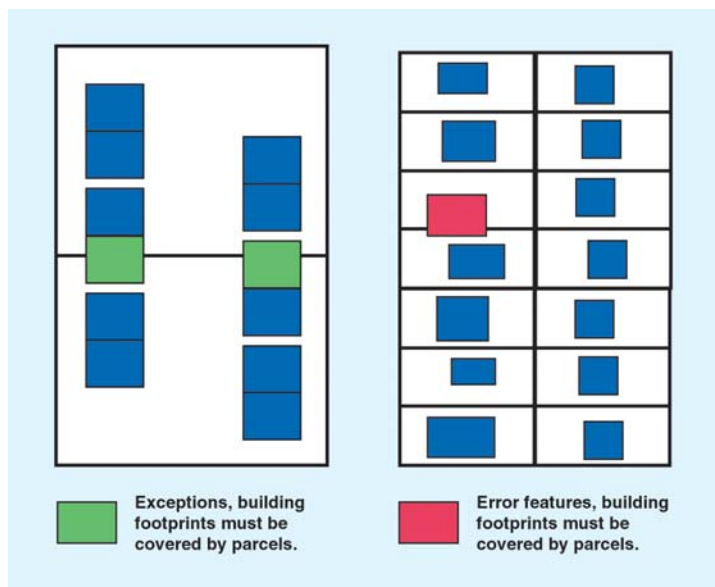 Exceptions, building
footprints must be
covered by parcels.
Error features, building
footprints must be
covered by parcels.